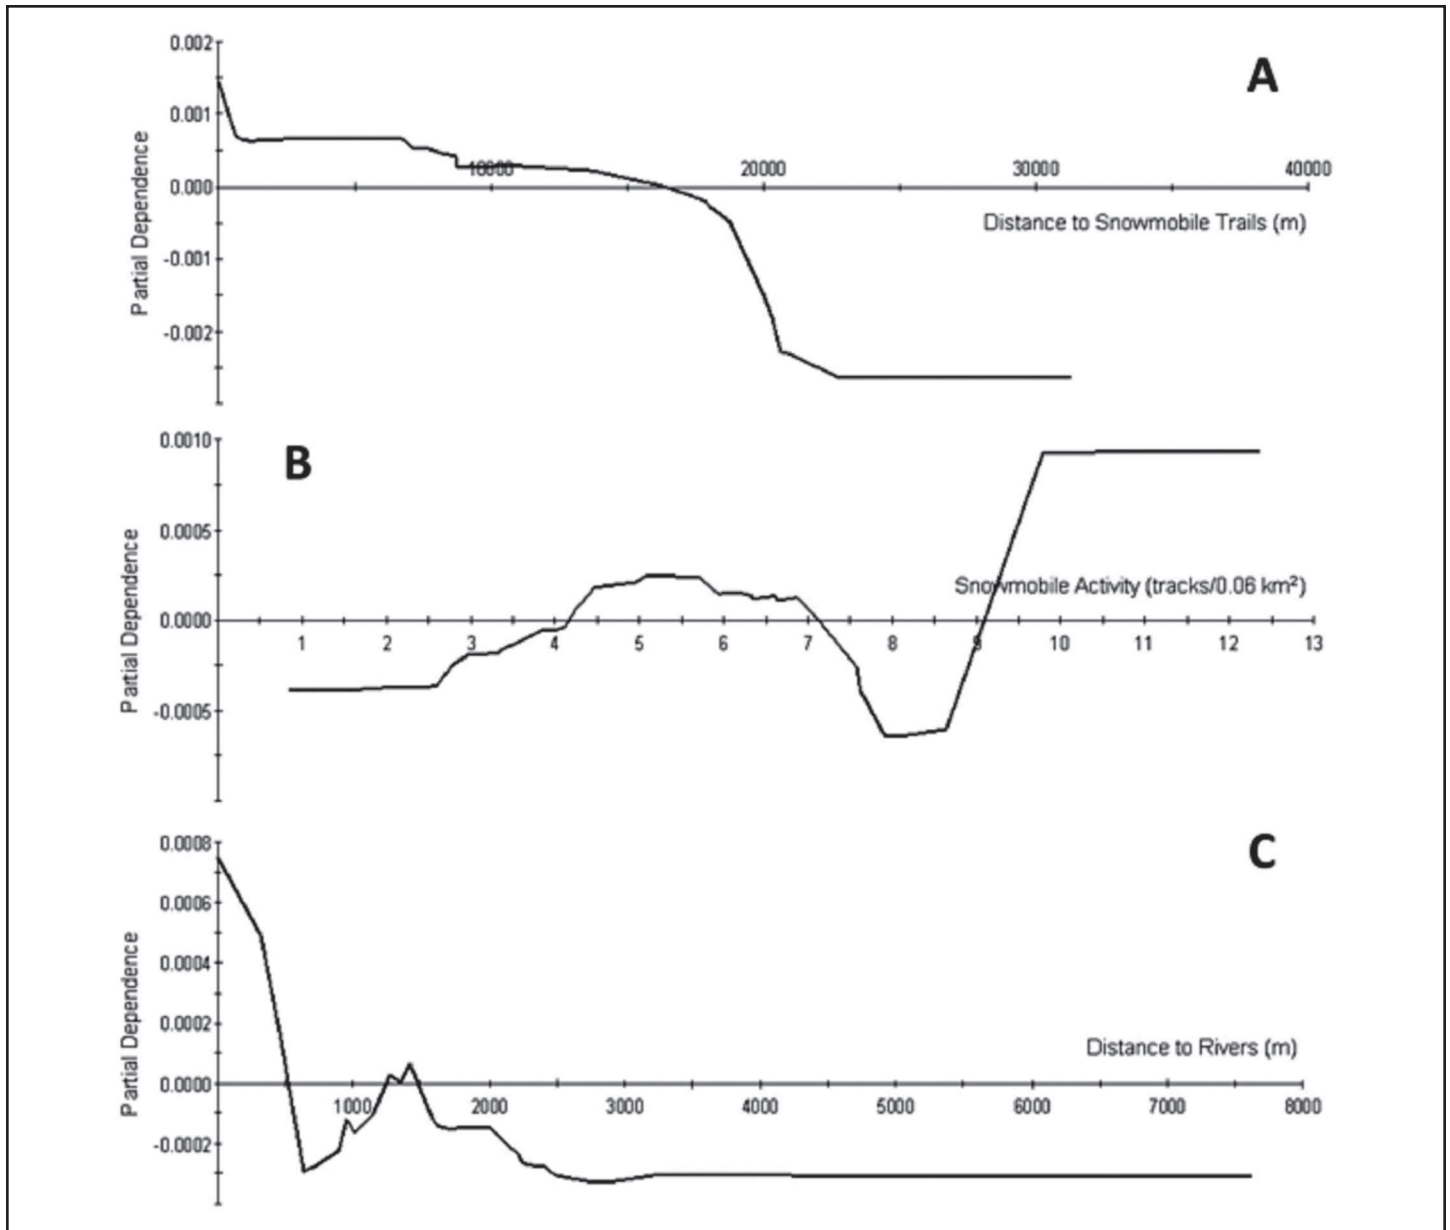 A
0.002
0.001
0.000
-0.001
-0.002
Partial Dependence
10000 20000 30000 40000
Distance to Snowmobile Trails (m)
B
0.0010
0.0005
0.0000
-0.0005
Partial Dependence
Snowmobile Activity (tracks/0.06 km²)
1 2 3 4 5 6 7 8 9 10 11 12 13
C
0.0008
0.0006
0.0004
0.0002
0.0000
-0.0002
Partial Dependence
Distance to Rivers (m)
1000 2000 3000 4000 5000 6000 7000 8000